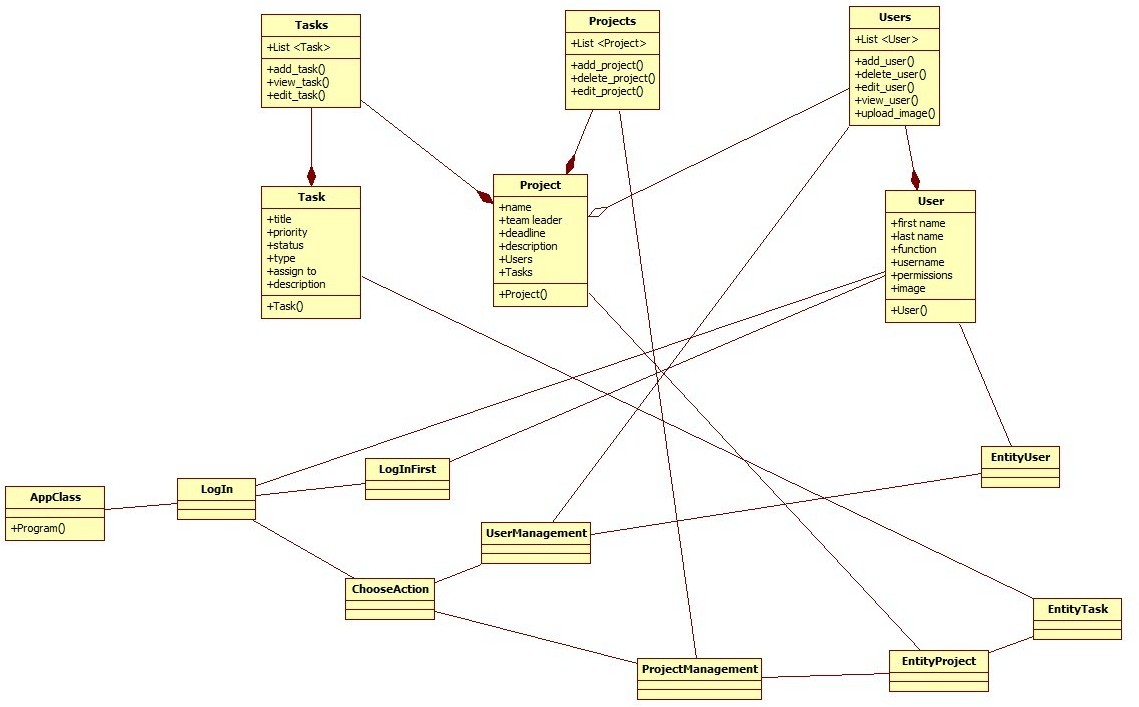 Tasks
+List <Task>
+add_task()
+view_task()
+edit_task()
Projects
+List <Project>
+add_project()
+delete_project()
+edit_project()
Users
+List <User>
+add_user()
+delete_user()
+edit_user()
+view_user()
+upload_image()
Task
+title
+priority
+status
+type
+assign to
+description
+Task()
Project
+name
+team leader
+deadline
+description
+Users
+Tasks
+Project()
User
+first name
+last name
+function
+username
+permissions
+image
+User()
AppClass
+Program()
LogIn
LogInFirst
EntityUser
UserManagement
ChooseAction
EntityTask
ProjectManagement
EntityProject